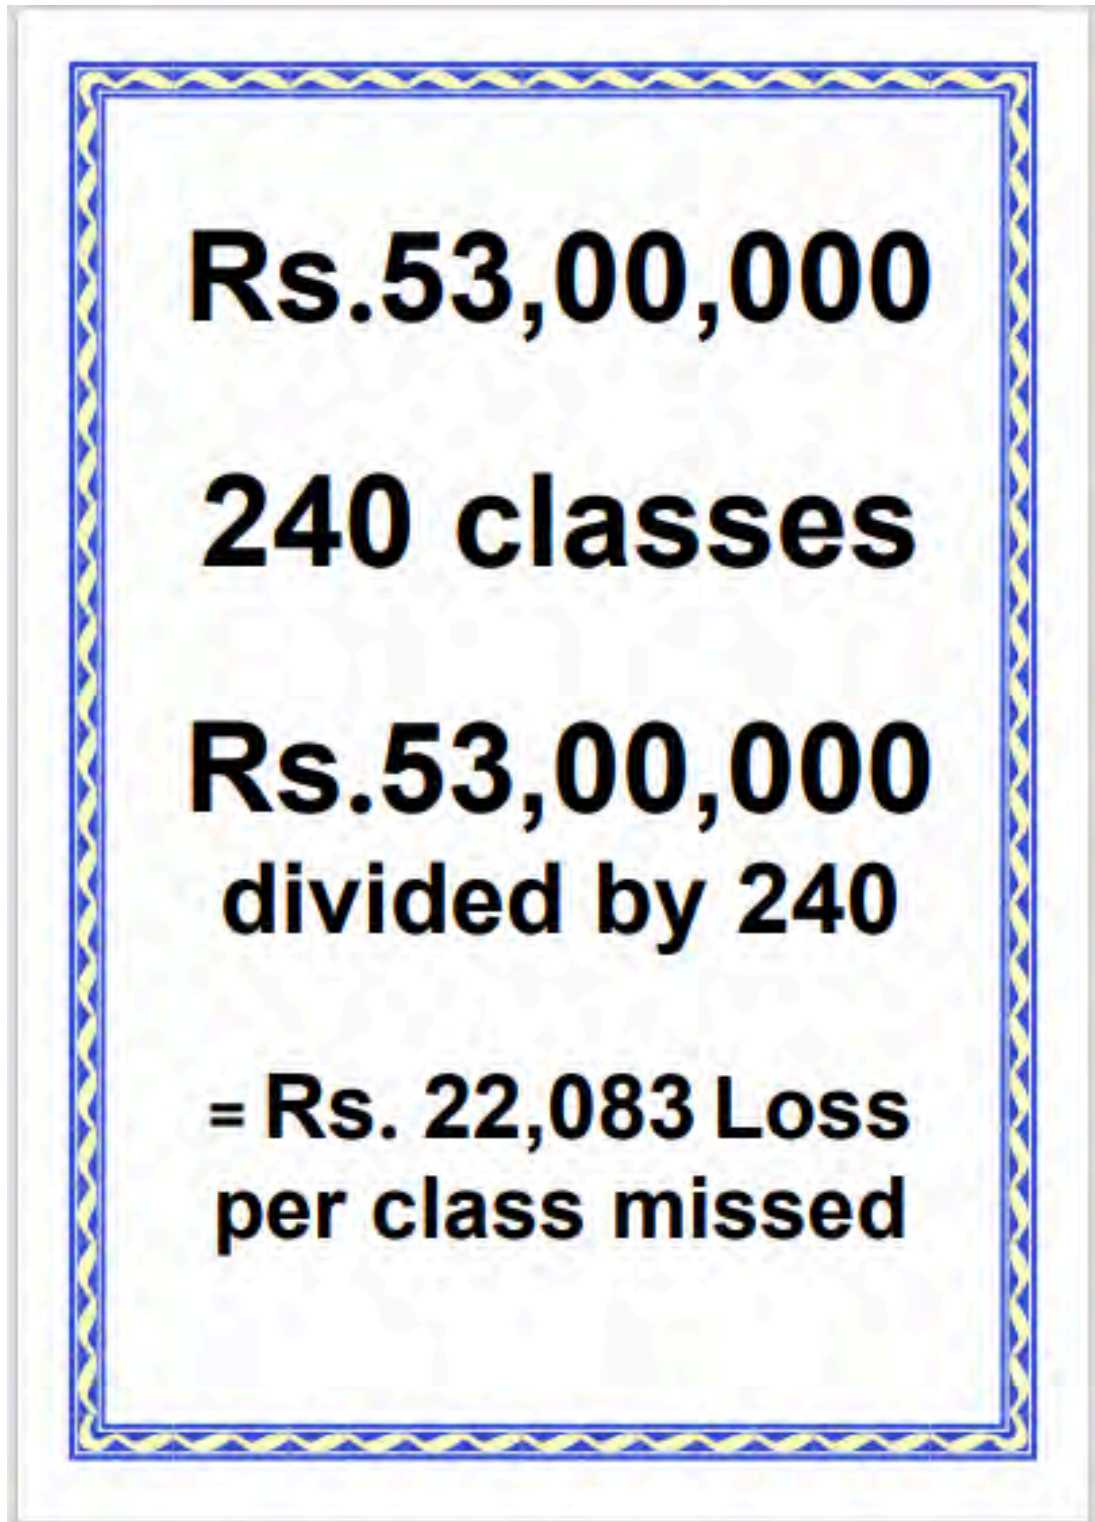 Rs.53,00,000
240 classes
Rs.53,00,000
divided by 240
= Rs. 22,083 Loss
per class missed